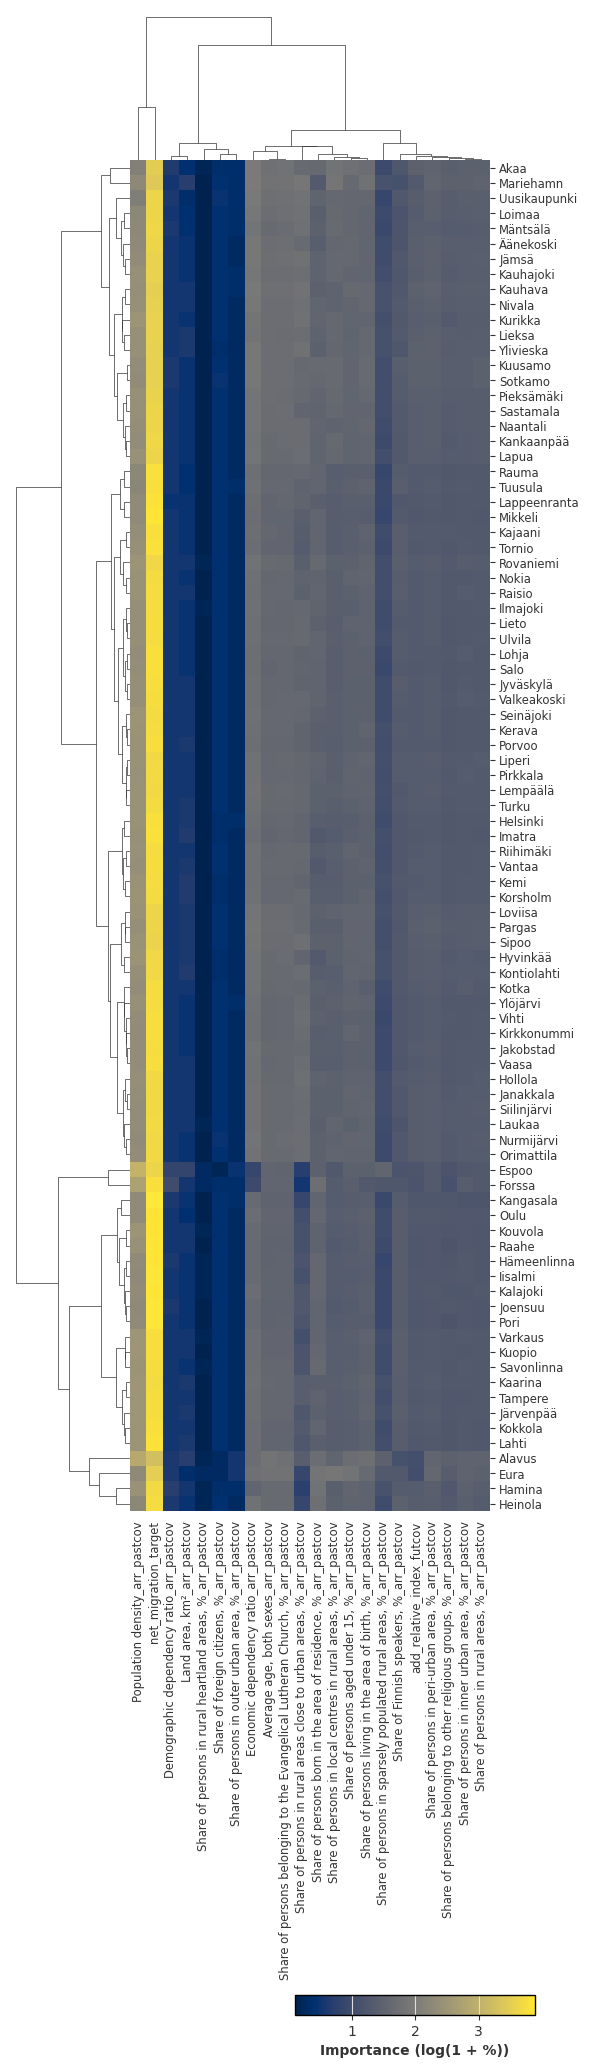 Akaa
Mariehamn
Uusikaupunki
Loimaa
Mäntsälä
Äänekoski
Jämsä
Kauhajoki
Kauhava
Nivala
Kurikka
Lieksa
Ylivieska
Kuusamo
Sotkamo
Pieksämäki
Sastamala
Naantali
Kankaanpää
Lapua
Rauma
Tuusula
Lappeenranta
Mikkeli
Kajaani
Tornio
Rovaniemi
Nokia
Raisio
Ilmajoki
Lieto
Ulvila
Lohja
Salo
Jyväskylä
Valkeakoski
Seinäjoki
Kerava
Porvoo
Liperi
Pirkkala
Lempäälä
Turku
Helsinki
Imatra
Riihimäki
Vantaa
Kemi
Korsholm
Loviisa
Pargas
Sipoo
Hyvinkää
Kontiolahti
Kotka
Ylöjärvi
Vihti
Kirkkonummi
Jakobstad
Vaasa
Hollola
Janakkala
Siilinjärvi
Laukaa
Nurmijärvi
Orimattila
Espoo
Forssa
Kangasala
Oulu
Kouvola
Raahe
Hämeenlinna
Iisalmi
Kalajoki
Joensuu
Pori
Varkaus
Kuopio
Savonlinna
Kaarina
Tampere
Järvenpää
Kokkola
Lahti
Alavus
Eura
Hamina
Heinola
Population density_arr_pastcov
net_migration_target
Demographic dependency ratio_arr_pastcov
Land area, km²_arr_pastcov
Share of persons in rural heartland areas, %_arr_pastcov
Share of foreign citizens, %_arr_pastcov
Share of persons in outer urban area, %_arr_pastcov
Economic dependency ratio_arr_pastcov
Average age, both sexes_arr_pastcov
Share of persons belonging to the Evangelical Lutheran Church, %_arr_pastcov
Share of persons in rural areas close to urban areas, %_arr_pastcov
Share of persons born in the area of residence, %_arr_pastcov
Share of persons in local centres in rural areas, %_arr_pastcov
Share of persons aged under 15, %_arr_pastcov
Share of persons living in the area of birth, %_arr_pastcov
Share of persons in sparsely populated rural areas, %_arr_pastcov
Share of Finnish speakers, %_arr_pastcov
add_relative_index_futcov
Share of persons in peri-urban area, %_arr_pastcov
Share of persons belonging to other religious groups, %_arr_pastcov
Share of persons in inner urban area, %_arr_pastcov
Share of persons in rural areas, %_arr_pastcov
1 2 3
Importance (log(1 + %))